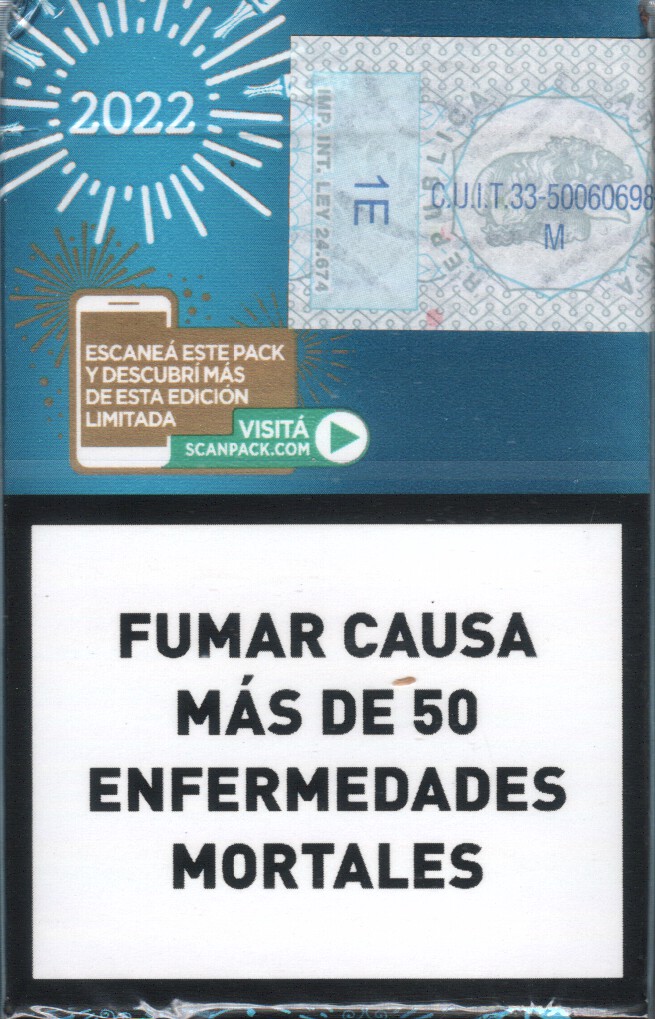 2022
IMP. INT. LEY 24.674
1E
REPUBLICA
C.U.I.T.33-50060698
M
ESCANEÁ ESTE PACK
Y DESCUBRÍ MÁS
DE ESTA EDICIÓN
LIMITADA
VISITÁ
SCANPACK.COM
FUMAR CAUSA
MÁS DE 50
ENFERMEDADES
MORTALES